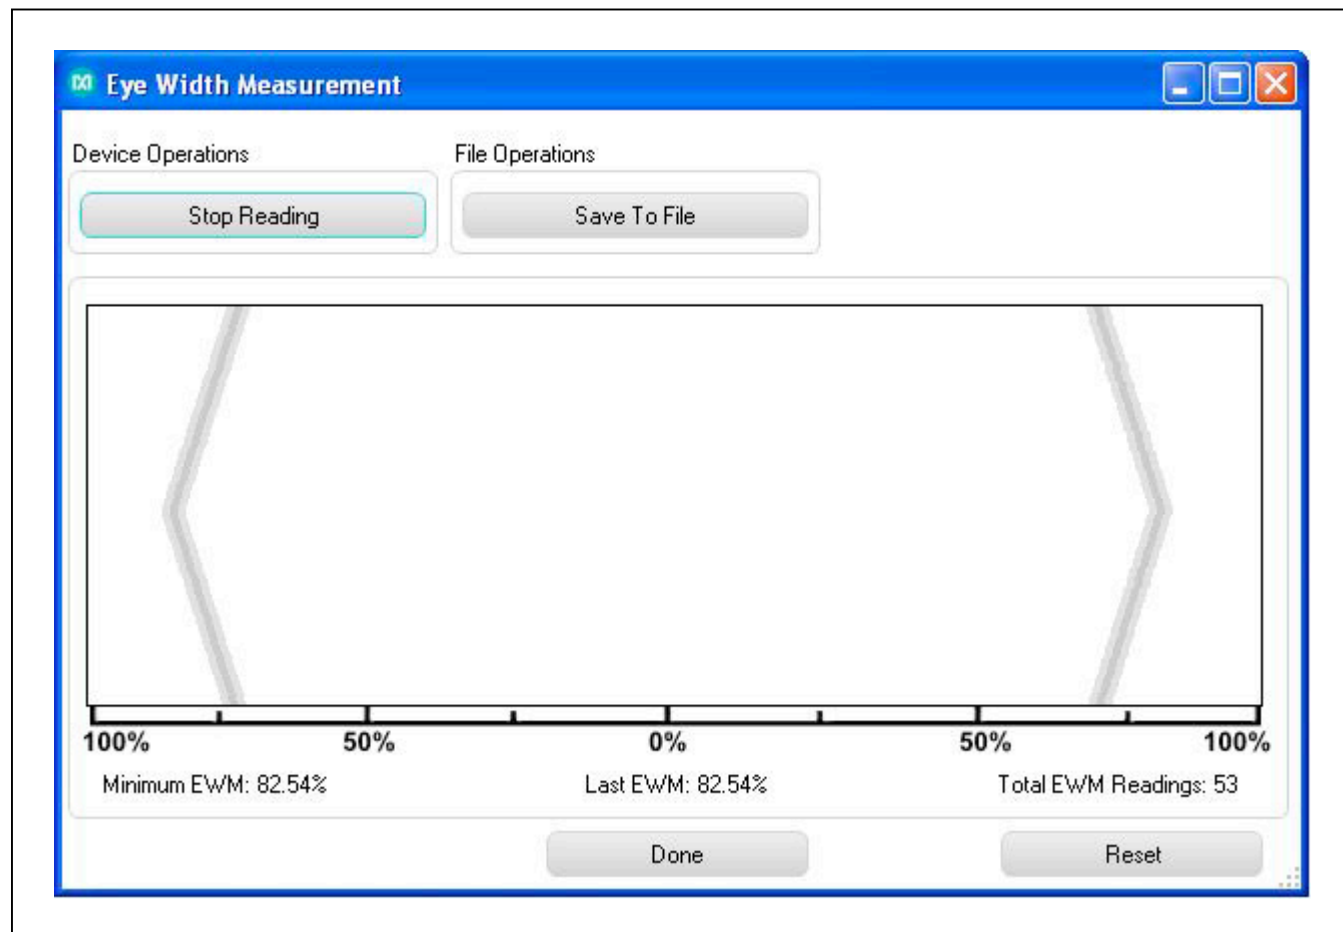 Eye Width Measurement
Device Operations File Operations
Stop Reading Save To File
100% 50% 0% 50% 100%
Minimum EWM: 82.54% Last EWM: 82.54% Total EWM Readings: 53
Done Reset